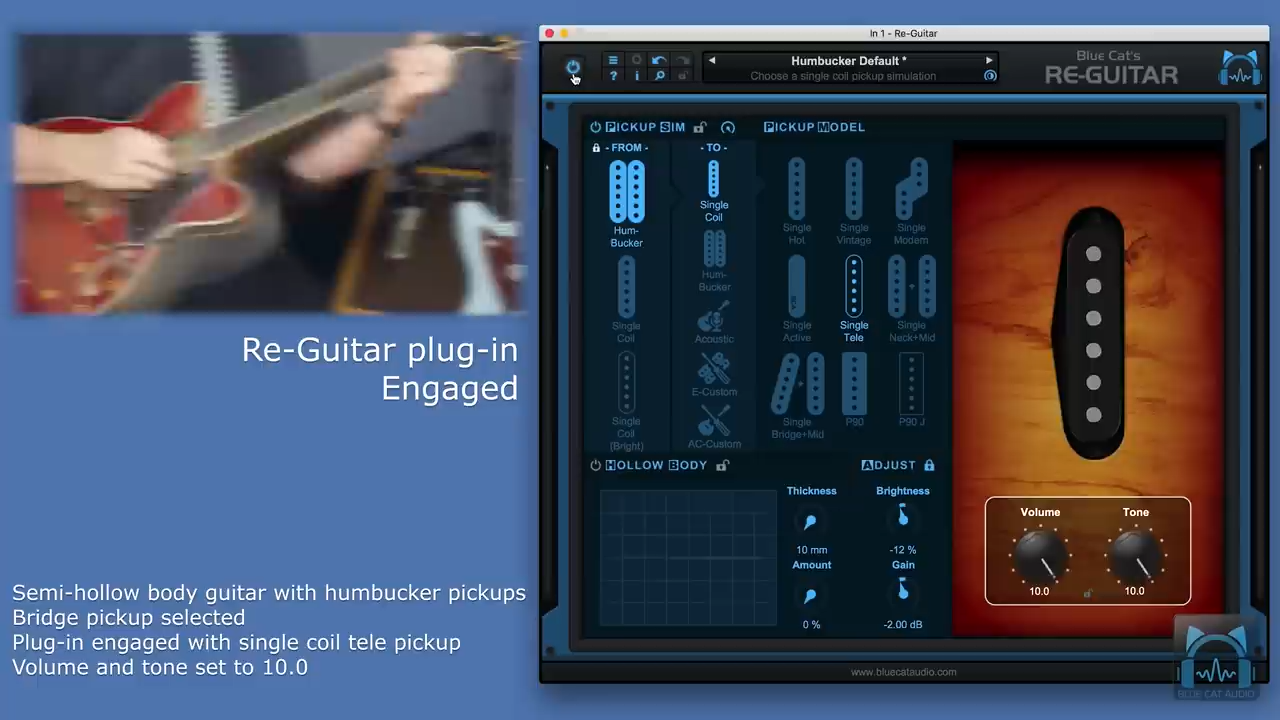 In 1 - Re-Guitar
Humbucker Default *
Choose a single coil pickup simulation
Blue Cat's
RE-GUITAR
? i
PICKUP SIM
PICKUP MODEL
- FROM -
- TO -
Hum-
Bucker
Single
Coil
Single
Coil
(Bright)
Single
Coil
Hum-
Bucker
Acoustic
E-Custom
AC-Custom
Single
Hot
Single
Vintage
Single
Modern
Single
Active
Single
Tele
Single
Neck+Mid
Single
Bridge+Mid
P90
P90 J
HOLLOW BODY
ADJUST
Thickness
10 mm
Amount
0 %
Brightness
-12 %
Gain
-2.00 dB
Volume
10.0
Tone
10.0
www.bluecataudio.com
BLUE CAT AUDIO
Re-Guitar plug-in
Engaged
Semi-hollow body guitar with humbucker pickups
Bridge pickup selected
Plug-in engaged with single coil tele pickup
Volume and tone set to 10.0